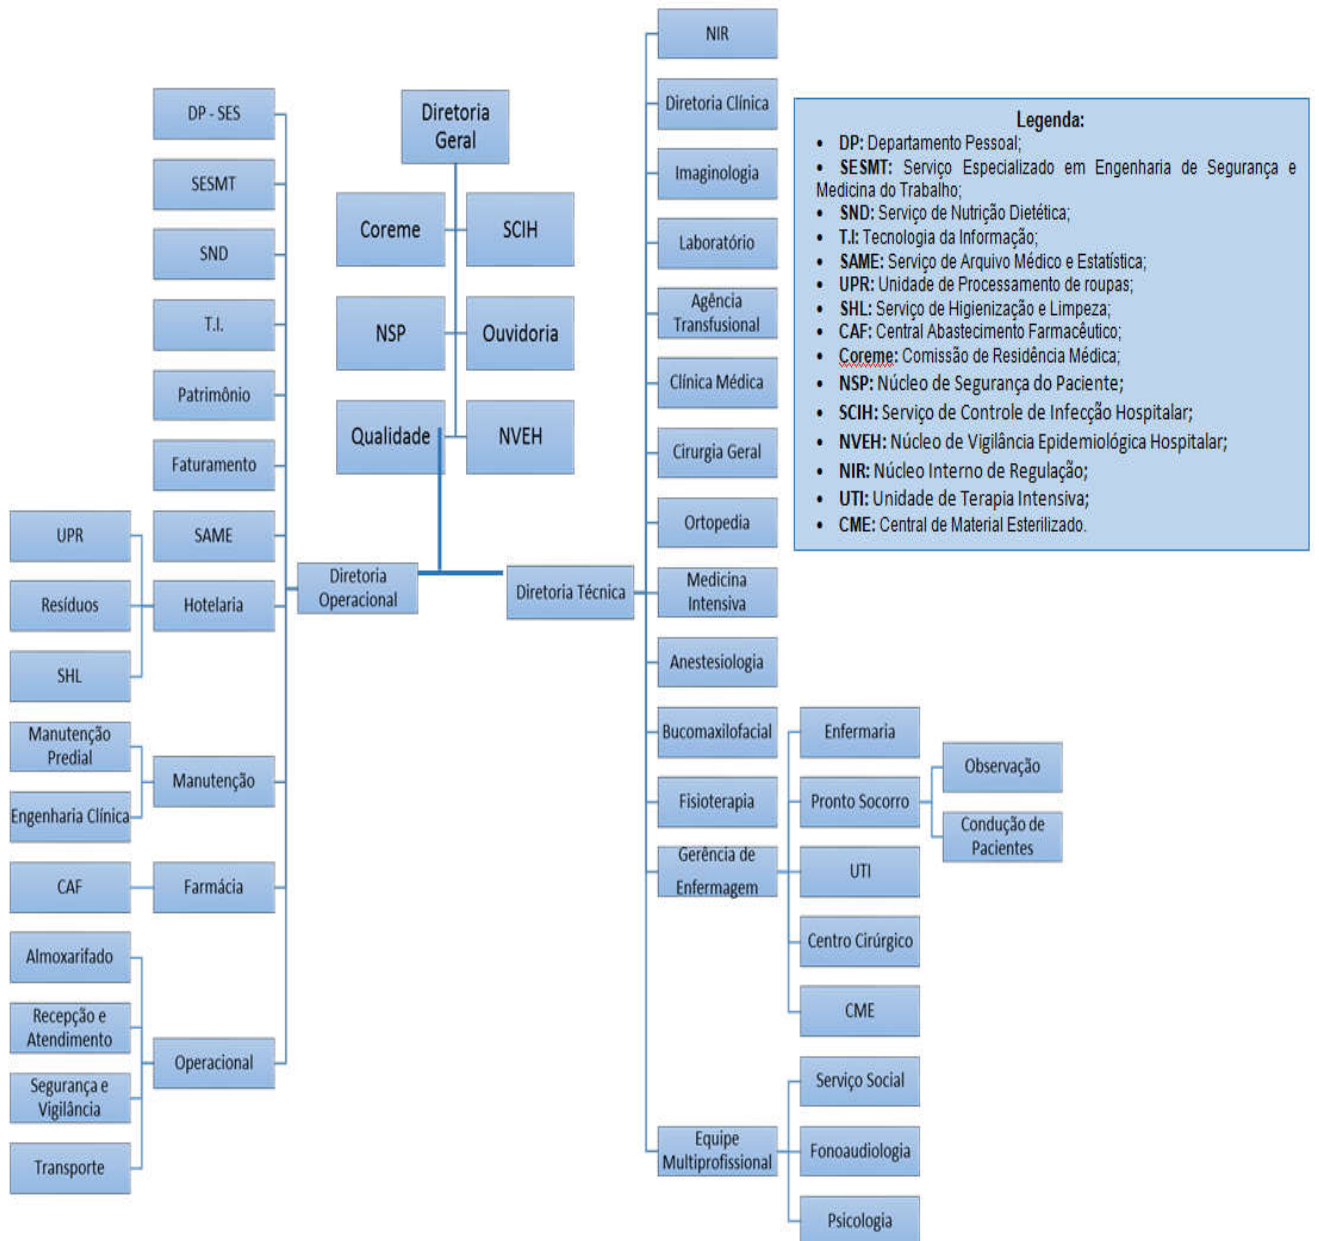 NIR
Diretoria Clínica
Imaginologia
Laboratório
Agência
Transfusional
Clínica Médica
Cirurgia Geral
Ortopedia
Medicina
Intensiva
Anestesiologia
Bucomaxilofacial
Fisioterapia
Gerência de
Enfermagem
Equipe
Multiprofissional
Diretoria
Geral
Coreme
SCIH
NSP
Ouvidoria
Qualidade
NVEH
DP - SES
SESMT
SND
T.I.
Patrimônio
Faturamento
SAME
Hotelaria
Manutenção
Farmácia
Operacional
Diretoria
Operacional
Diretoria Técnica
UPR
Resíduos
SHL
Manutenção
Predial
Engenharia Clínica
CAF
Almoxarifado
Recepção e
Atendimento
Segurança e
Vigilância
Transporte
Enfermaria
Pronto Socorro
UTI
Centro Cirúrgico
CME
Observação
Condução de
Pacientes
Serviço Social
Fonoaudiologia
Psicologia
Legenda:
• DP: Departamento Pessoal;
• SESMT: Serviço Especializado em Engenharia de Segurança e
Medicina do Trabalho;
• SND: Serviço de Nutrição Dietética;
• T.I: Tecnologia da Informação;
• SAME: Serviço de Arquivo Médico e Estatística;
• UPR: Unidade de Processamento de roupas;
• SHL: Serviço de Higienização e Limpeza;
• CAF: Central Abastecimento Farmacêutico;
• Coreme: Comissão de Residência Médica;
• NSP: Núcleo de Segurança do Paciente;
• SCIH: Serviço de Controle de Infecção Hospitalar;
• NVEH: Núcleo de Vigilância Epidemiológica Hospitalar;
• NIR: Núcleo Interno de Regulação;
• UTI: Unidade de Terapia Intensiva;
• CME: Central de Material Esterilizado.